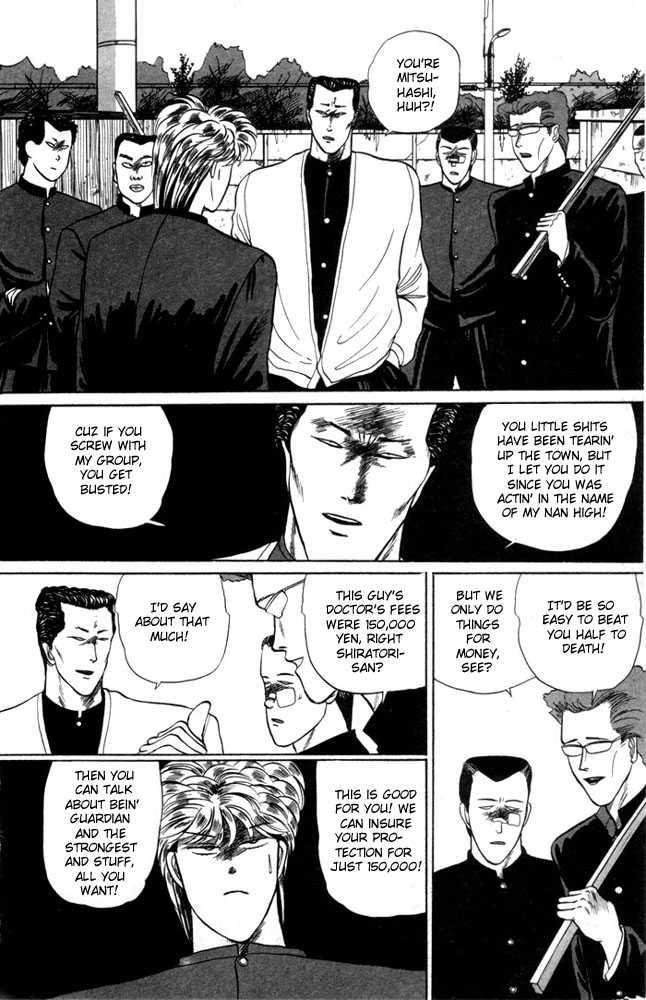 YOU'RE
MITSU-
HASHI,
HUH?!
YOU LITTLE SHITS
HAVE BEEN TEARIN'
UP THE TOWN, BUT
I LET YOU DO IT
SINCE YOU WAS
ACTIN' IN THE NAME
OF MY NAN HIGH!
CUZ IF YOU
SCREW WITH
MY GROUP,
YOU GET
BUSTED!
IT'D BE SO
EASY TO BEAT
YOU HALF TO
DEATH!
BUT WE
ONLY DO
THINGS
FOR
MONEY,
SEE?
THIS GUY'S
DOCTOR'S FEES
WERE 150,000
YEN, RIGHT
SHIRATORI-
SAN?
I'D SAY
ABOUT THAT
MUCH!
THIS IS GOOD
FOR YOU! WE
CAN INSURE
YOUR PRO-
TECTION FOR
JUST 150,000!
THEN YOU
CAN TALK
ABOUT BEIN'
GUARDIAN
AND THE
STRONGEST
AND STUFF,
ALL YOU
WANT!